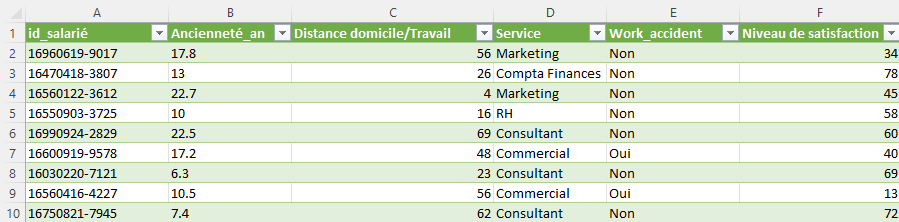 A B C D E F
1 id_salarié Ancienneté_an Distance domicile/Travail Service Work_accident Niveau de satisfaction
2 16960619-9017 17.8 56 Marketing Non 34
3 16470418-3807 13 26 Compta Finances Non 78
4 16560122-3612 22.7 4 Marketing Non 45
5 16550903-3725 10 16 RH Non 58
6 16990924-2829 22.5 69 Consultant Non 60
7 16600919-9578 17.2 48 Commercial Oui 40
8 16030220-7121 6.3 23 Consultant Non 69
9 16560416-4227 10.5 56 Commercial Oui 13
10 16750821-7945 7.4 62 Consultant Non 72